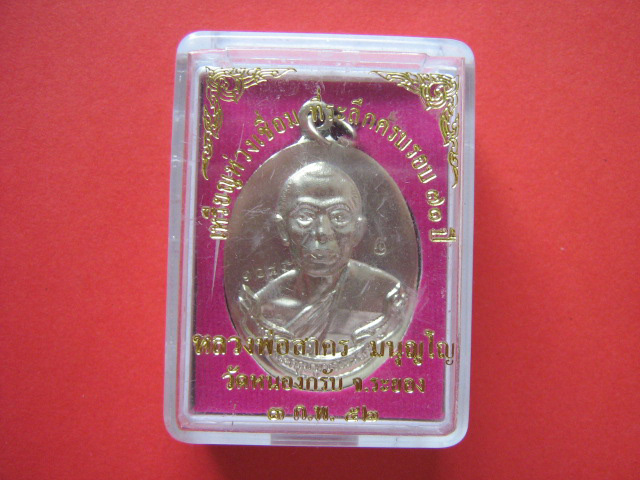 เหรียญห่วงเชื่อม ที่ระลึกครบรอบ ๗๑ ปี
หลวงพ่อสาคร มนุญฺโญ
วัดหนองกรับ จ.ระยอง
๓ ก.พ. ๕๒